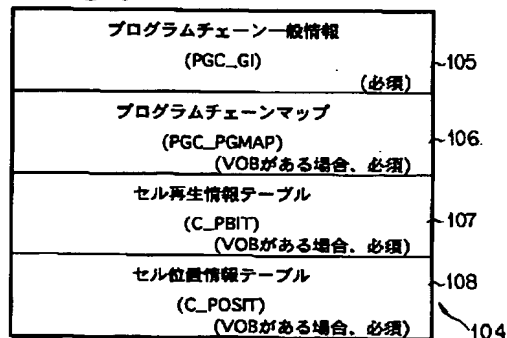 プログラムチェーン一般情報
(PGC_GI)
(必須)
105
プログラムチェーンマップ
(PGC_PGMAP)
(VOBがある場合、必須)
106
セル再生情報テーブル
(C_PBIT)
(VOBがある場合、必須)
107
セル位置情報テーブル
(C_POSIT)
(VOBがある場合、必須)
108
104